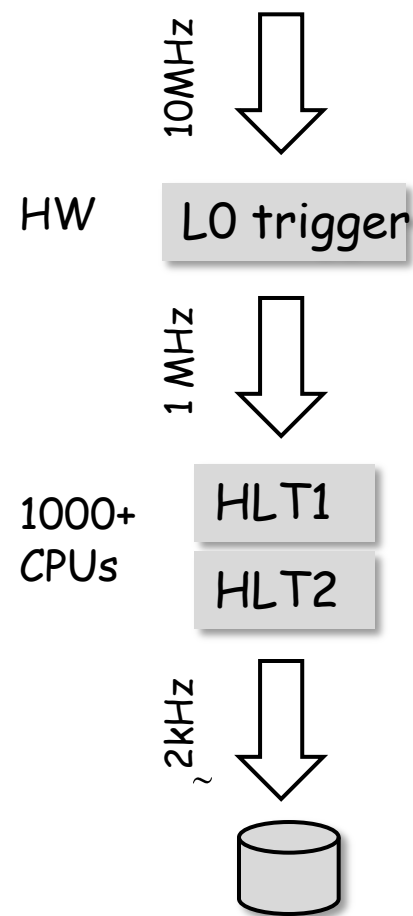 10MHz
HW
L0 trigger
1 MHz
HLT1
1000+
CPUs
HLT2
~ 2kHz